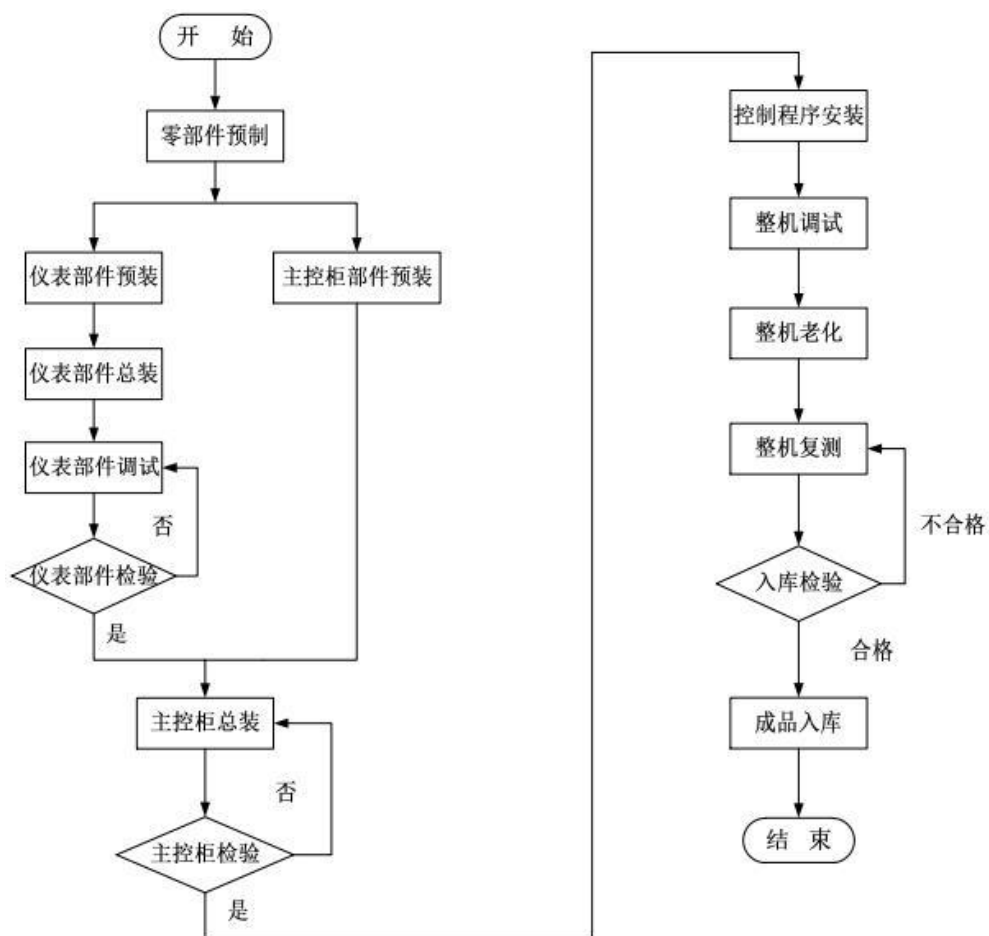 开 始
零部件预制
仪表部件预装
主控柜部件预装
仪表部件总装
仪表部件调试
否
仪表部件检验
是
主控柜总装
否
主控柜检验
是
控制程序安装
整机调试
整机老化
整机复测
不合格
入库检验
合格
成品入库
结 束